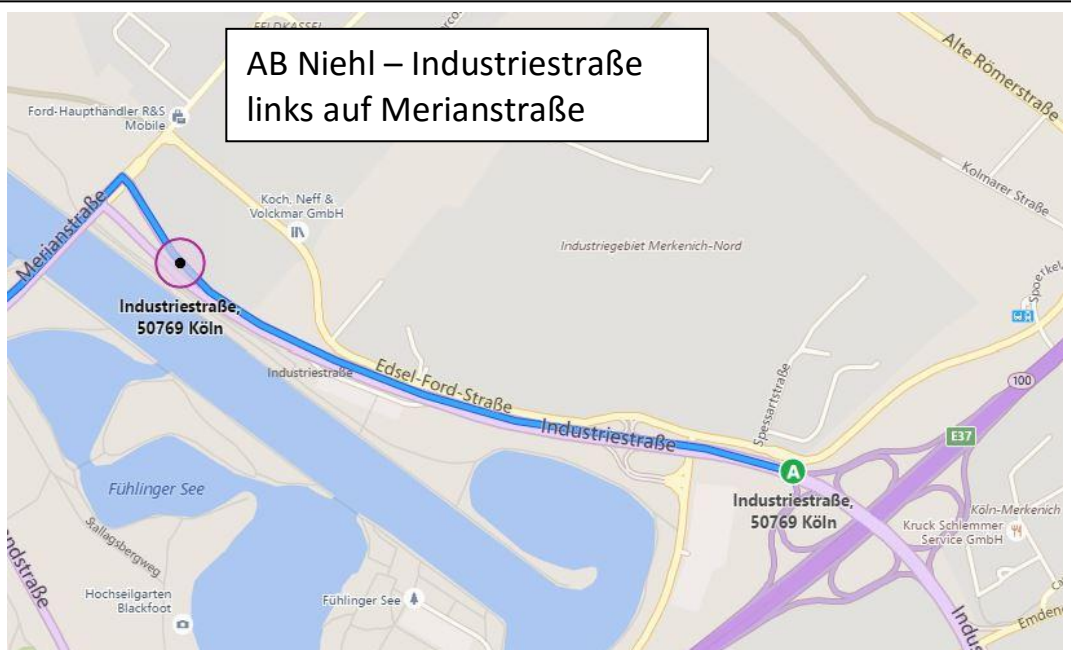 AB Niehl – Industriestraße
links auf Merianstraße
FELDKASSEL
Alte Römerstraße
Ford-Haupthändler R&S
Mobile
Kolmarer Straße
Koch, Neff &
Volckmar GmbH
Merianstraße
Industriegebiet Merkenich-Nord
Industriestraße,
50769 Köln
Industriestraße
Edsel-Ford-Straße
Spessartstraße
100
E37
Industriestraße
A
Industriestraße,
50769 Köln
Fühlinger See
Köln-Merkenich
Kruck Schlemmer
Service GmbH
Sallagsbergweg
Hochseilgarten
Blackfoot
Fühlinger See
Indus
Emden